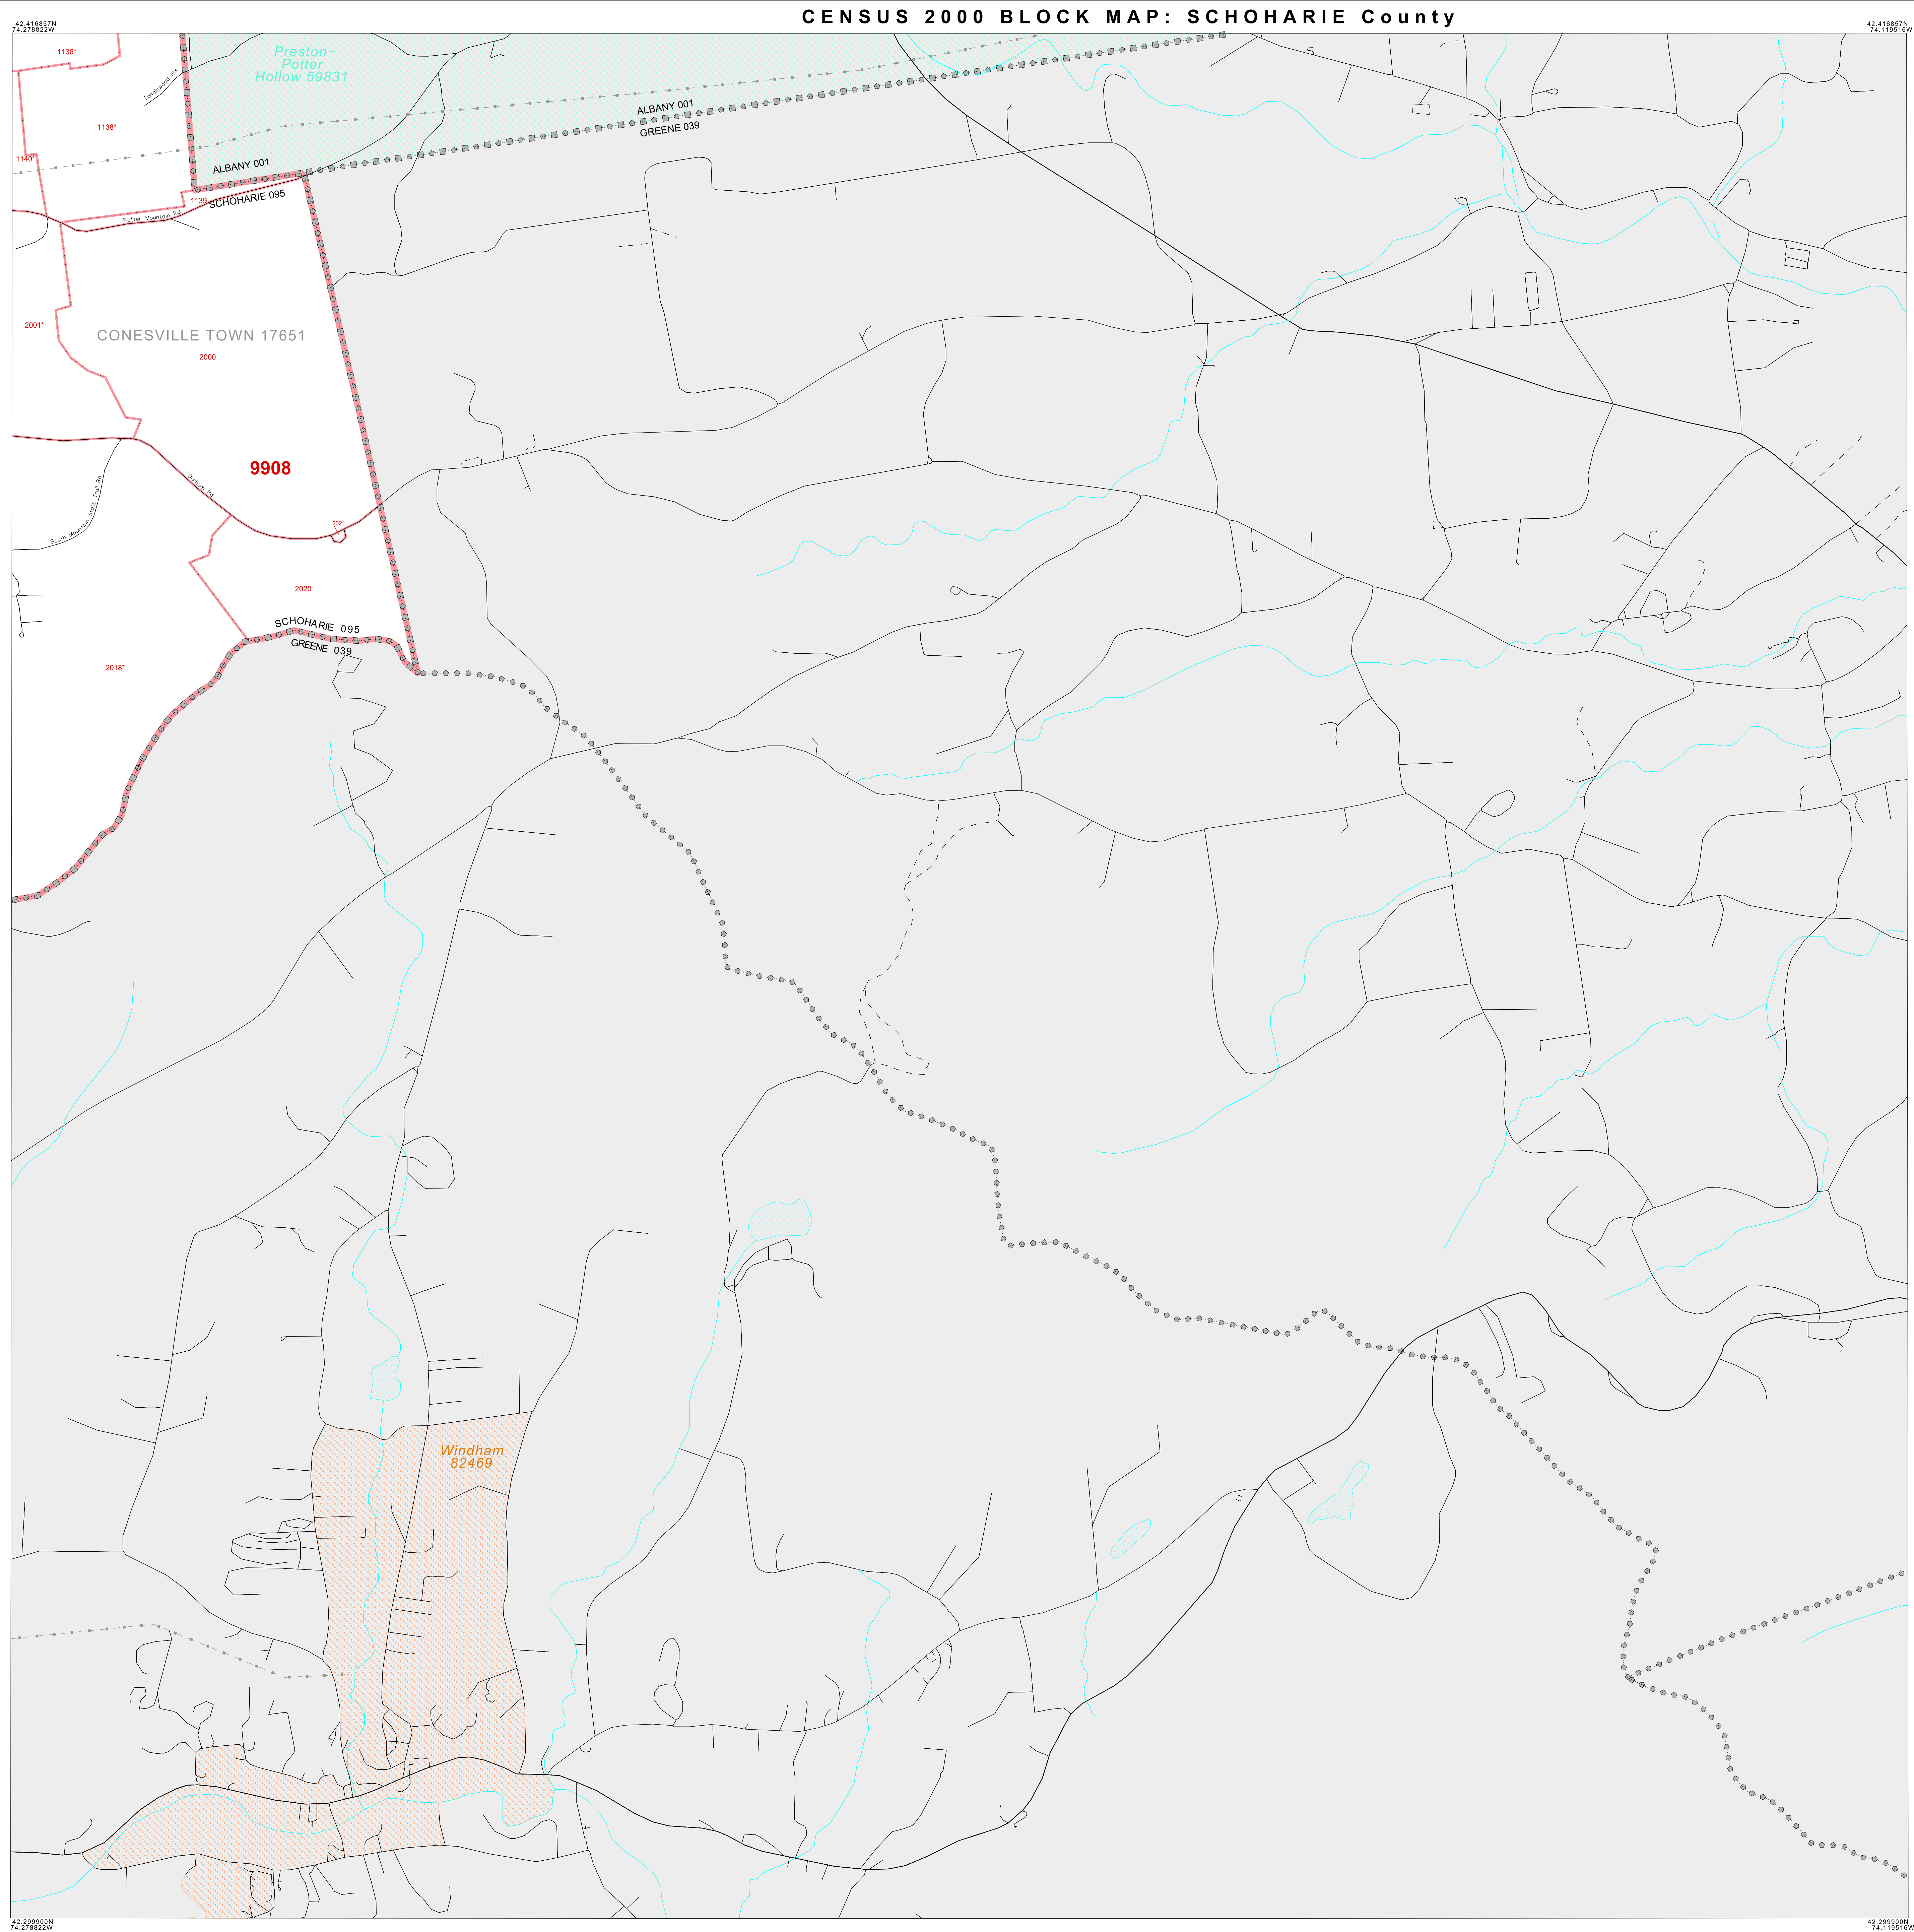 CENSUS 2000 BLOCK MAP: SCHOHARIE County
42.416857N
74.278822W
42.416857N
74.119516W
1136*
Tanglewood Rd
Preston-
Potter
Hollow 59831
1138*
1140*
ALBANY 001
GREENE 039
ALBANY 001
SCHOHARIE 095
1139
Potter Mountain Rd
2001*
CONESVILLE TOWN 17651
2000
9908
Durham Rd
South Mountain State Trail Rd
2021
2020
SCHOHARIE 095
GREENE 039
2018*
Windham
82469
42.299900N
74.278822W
42.299900N
74.119516W